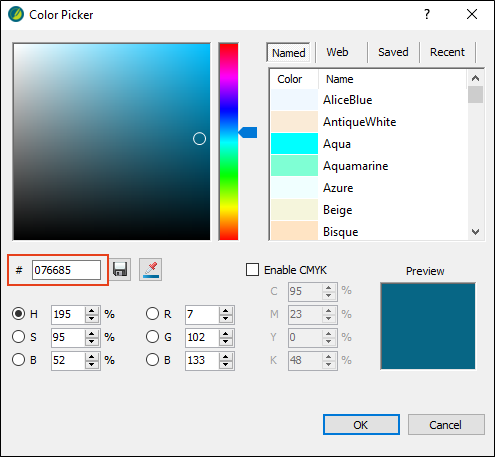 Color Picker ? ×
Named Web Saved Recent
Color Name
AliceBlue
AntiqueWhite
Aqua
Aquamarine
Azure
Beige
Bisque
# 076685
Enable CMYK
Preview
H 195 % R 7
S 95 % G 102
B 52 % B 133
C 95 %
M 23 %
Y 0 %
K 48 %
OK Cancel